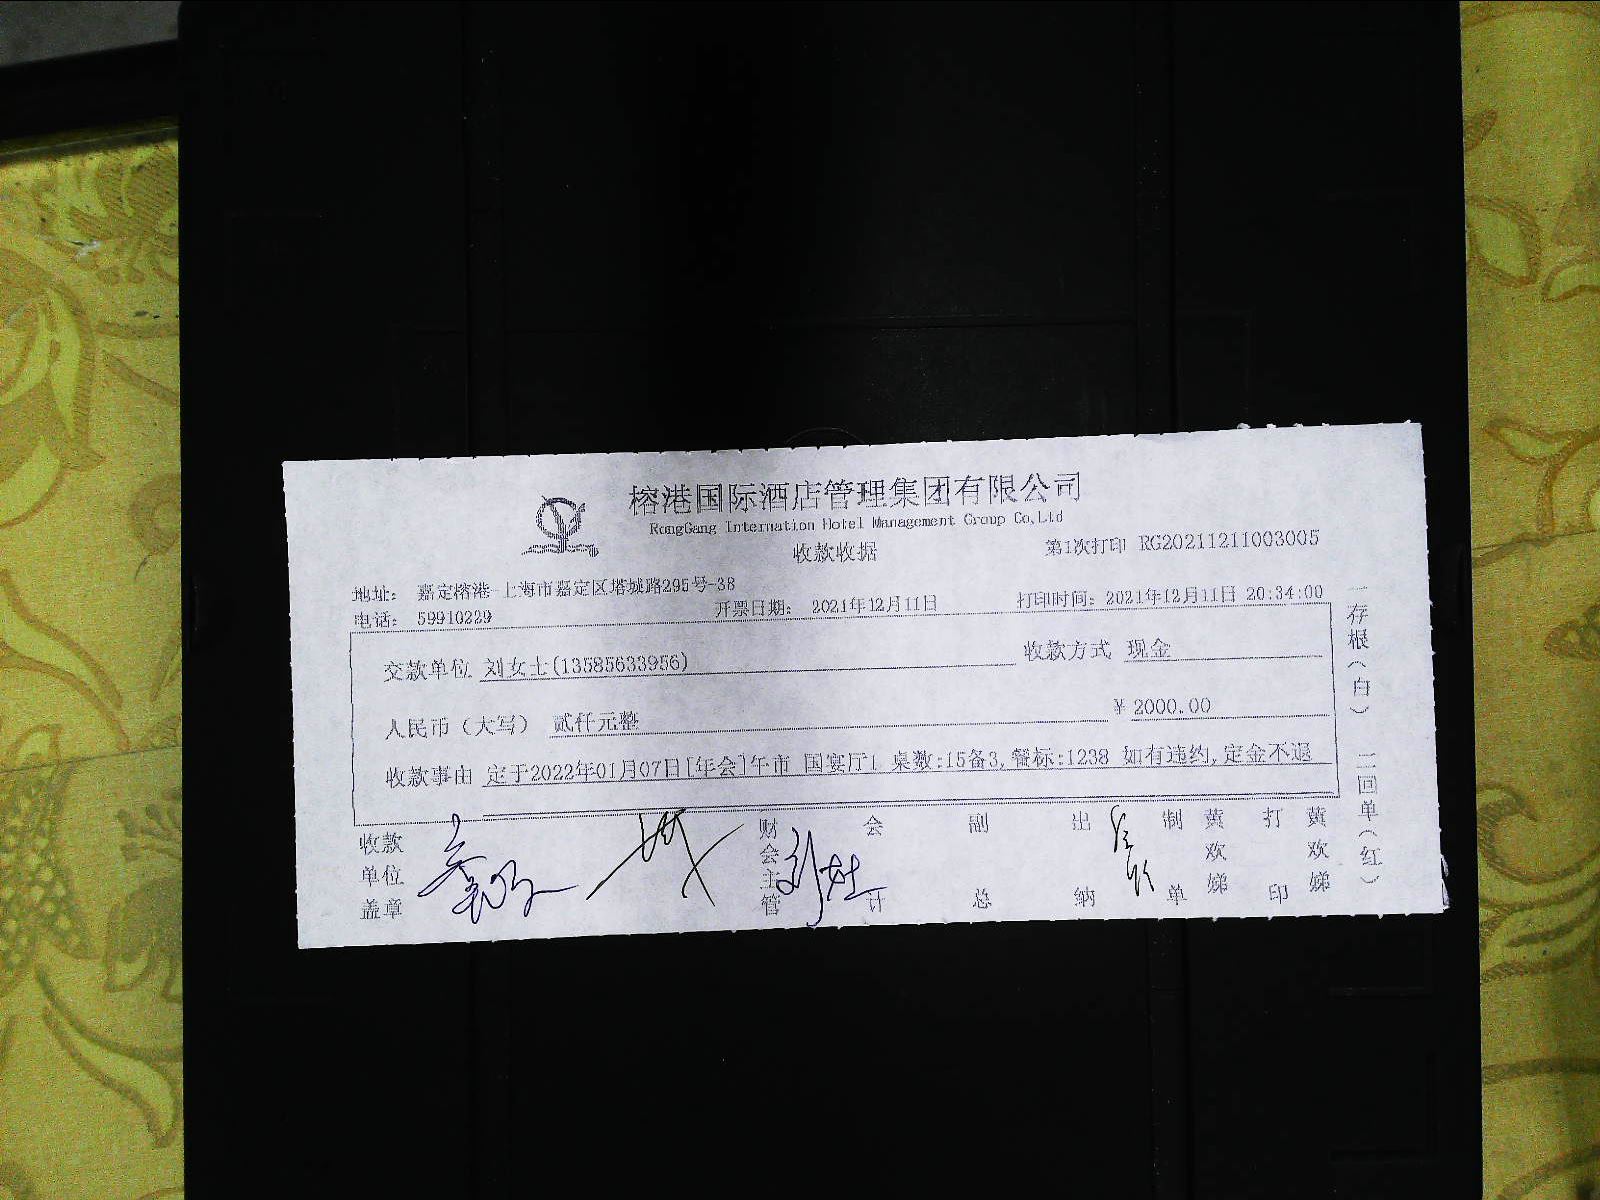 榕港国际酒店管理集团有限公司
RongGang Internation Hotel Management Group Co,Ltd
收款收据
第1次打印 RG20211211003005
地址： 嘉定榕港-上海市嘉定区塔城路295号-38
电话： 59910229 开票日期： 2021年12月11日 打印时间：2021年12月11日 20:34:00
交款单位 刘女士(13585633956) 收款方式 现金
人民币（大写） 贰仟元整 ￥2000.00
收款事由 定于2022年01月07日[年会]午市 国宴厅1 桌数:15备3,餐标:1238 如有违约,定金不退
收款单位盖章 财会主管 会计 副总 出纳 制单 黄欢娣 打印 黄欢娣
一存根（白） 二回单（红）